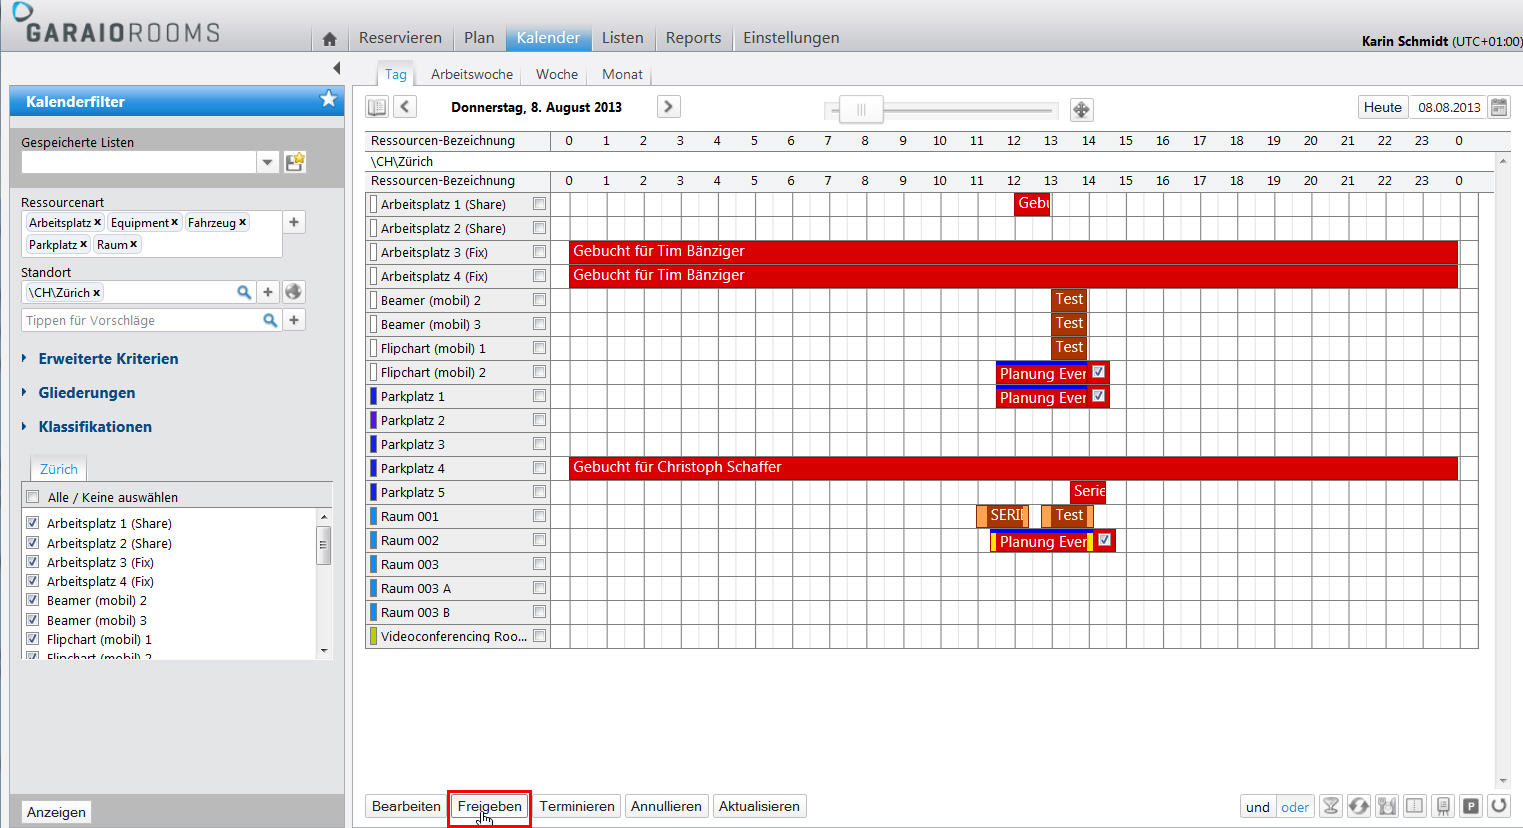 GARAIOROOMS
Reservieren Plan Kalender Listen Reports Einstellungen
Karin Schmidt (UTC+01:00)
Tag Arbeitswoche Woche Monat
Kalenderfilter
Donnerstag, 8. August 2013
Heute 08.08.2013
Gespeicherte Listen
Ressourcenart
Arbeitsplatz x Equipment x Fahrzeug x
Parkplatz x Raum x
Standort
\CH\Zürich x
Tippen für Vorschläge
Erweiterte Kriterien
Gliederungen
Klassifikationen
Zürich
Alle / Keine auswählen
Arbeitsplatz 1 (Share)
Arbeitsplatz 2 (Share)
Arbeitsplatz 3 (Fix)
Arbeitsplatz 4 (Fix)
Beamer (mobil) 2
Beamer (mobil) 3
Flipchart (mobil) 1
Flipchart (mobil) 2
Anzeigen
Ressourcen-Bezeichnung 0 1 2 3 4 5 6 7 8 9 10 11 12 13 14 15 16 17 18 19 20 21 22 23 0
\CH\Zürich
Ressourcen-Bezeichnung 0 1 2 3 4 5 6 7 8 9 10 11 12 13 14 15 16 17 18 19 20 21 22 23 0
Arbeitsplatz 1 (Share) Gebu
Arbeitsplatz 2 (Share)
Arbeitsplatz 3 (Fix) Gebucht für Tim Bänziger
Arbeitsplatz 4 (Fix) Gebucht für Tim Bänziger
Beamer (mobil) 2 Test
Beamer (mobil) 3 Test
Flipchart (mobil) 1 Test
Flipchart (mobil) 2 Planung Ever
Parkplatz 1 Planung Ever
Parkplatz 2
Parkplatz 3
Parkplatz 4 Gebucht für Christoph Schaffer
Parkplatz 5 Serie
Raum 001 SERIE Test
Raum 002 Planung Ever
Raum 003
Raum 003 A
Raum 003 B
Videoconferencing Roo...
Bearbeiten Freigeben Terminieren Annullieren Aktualisieren
und oder P